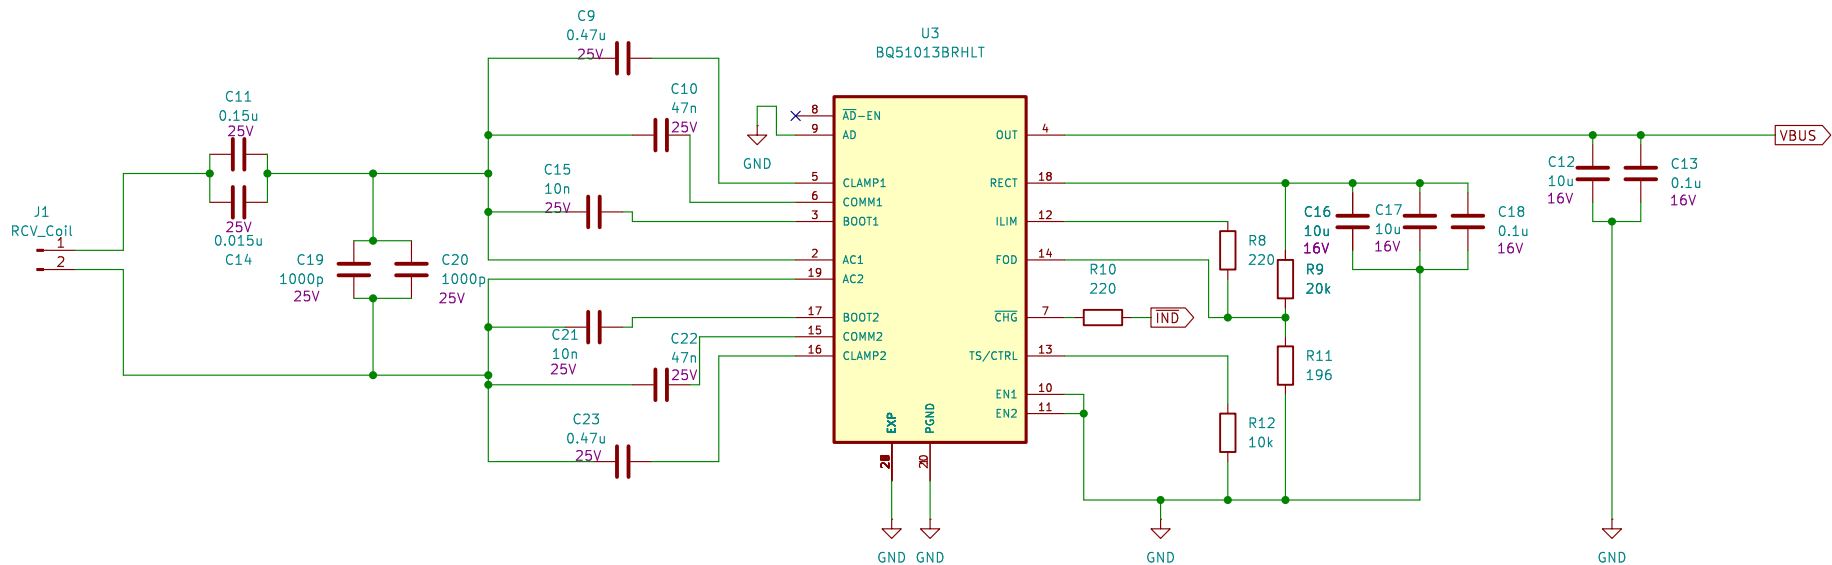 C9
0.47u
25V
C10
47n
25V
C11
0.15u
25V
25V
0.015u
C14
C15
10n
25V
J1
RCV_Coil
1
2
C19
1000p
25V
C20
1000p
25V
C21
10n
25V
C22
47n
25V
C23
0.47u
25V
GND
U3
BQ51013BRHLT
8
AD-EN
9
AD
5
CLAMP1
6
COMM1
3
BOOT1
2
AC1
19
AC2
17
BOOT2
15
COMM2
16
CLAMP2
EXP
PGND
20
GND
GND
OUT
4
RECT
18
ILIM
12
FOD
14
CHG
7
TS/CTRL
13
EN1
10
EN2
11
R10
220
IND
R8
220
R9
20k
R11
196
R12
10k
GND
C16
10u
16V
C17
10u
16V
C18
0.1u
16V
C12
10u
16V
C13
0.1u
16V
VBUS
GND